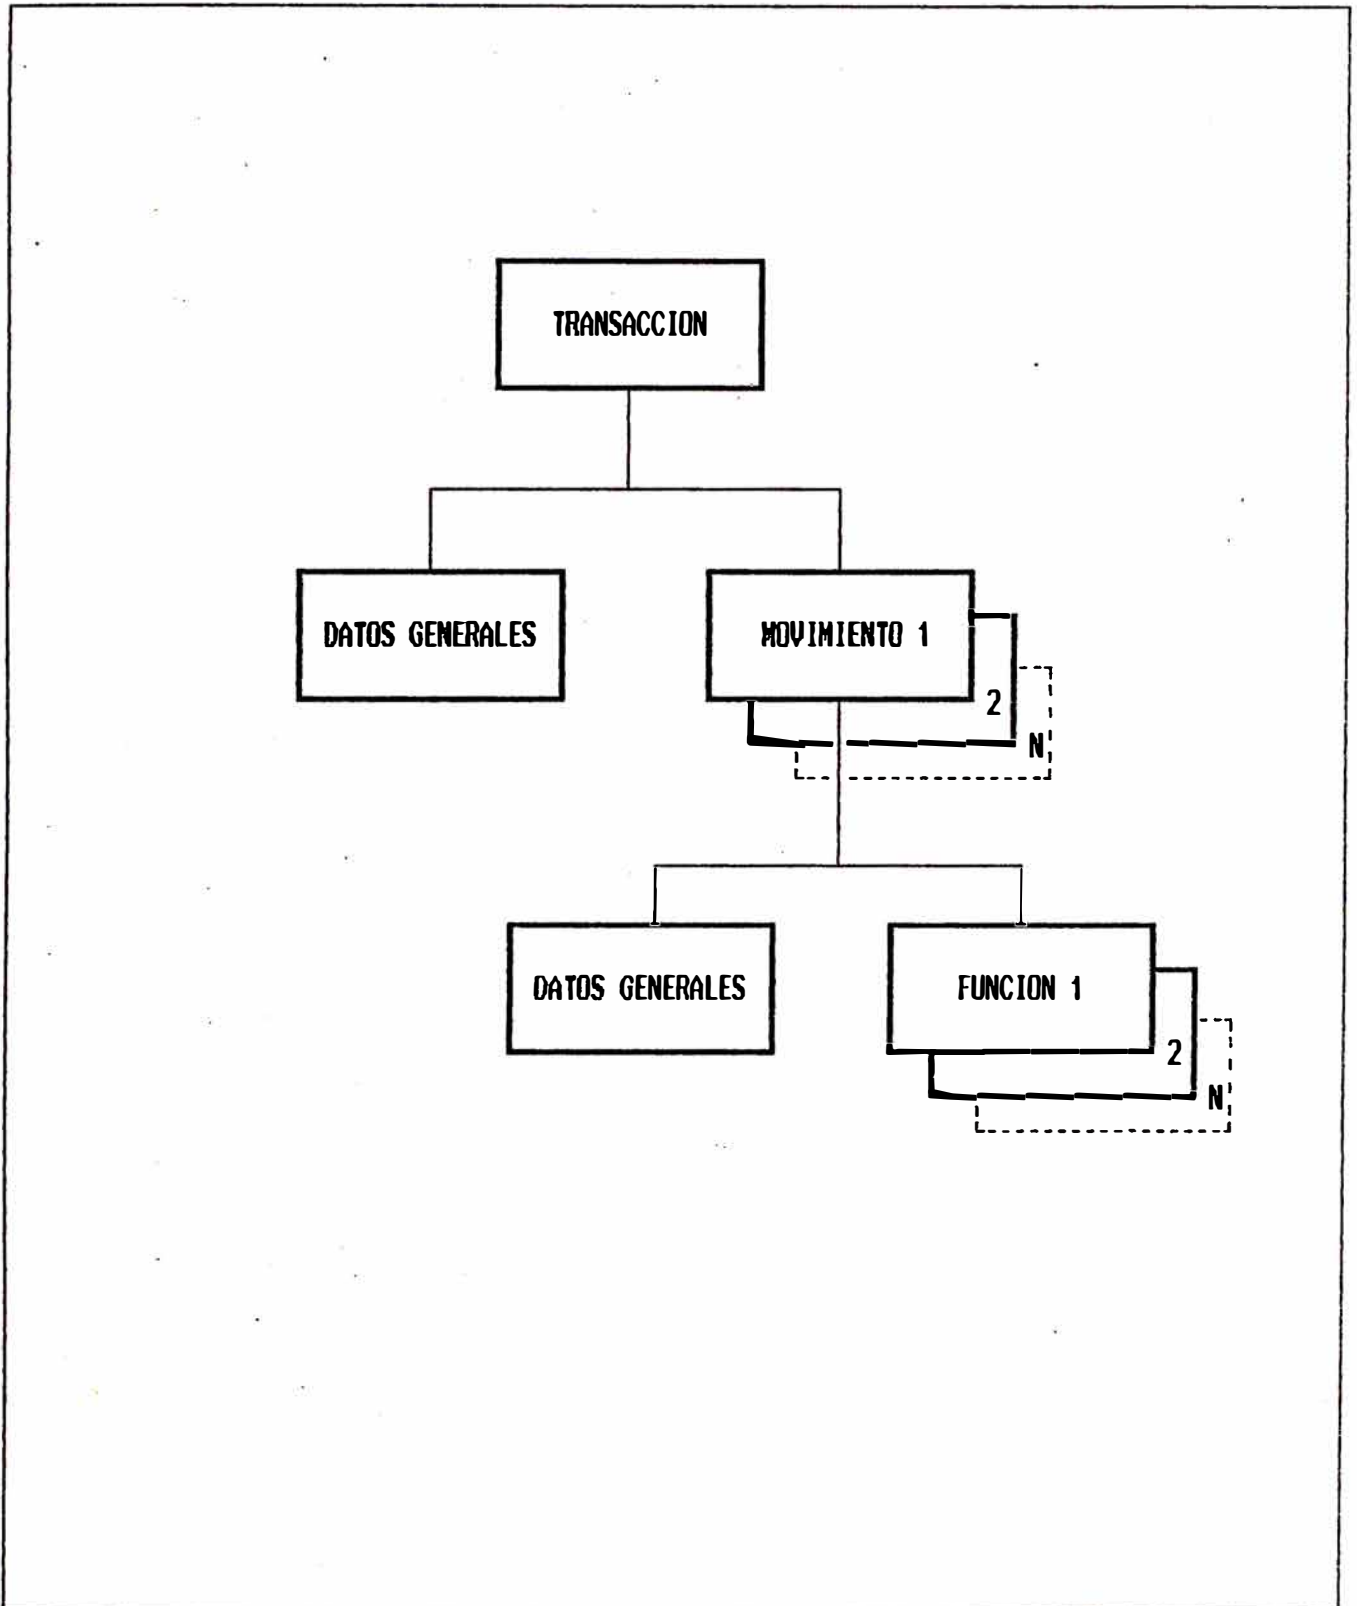 TRANSACCION
DATOS GENERALES
MOVIMIENTO 1
2
N
DATOS GENERALES
FUNCION 1
2
N